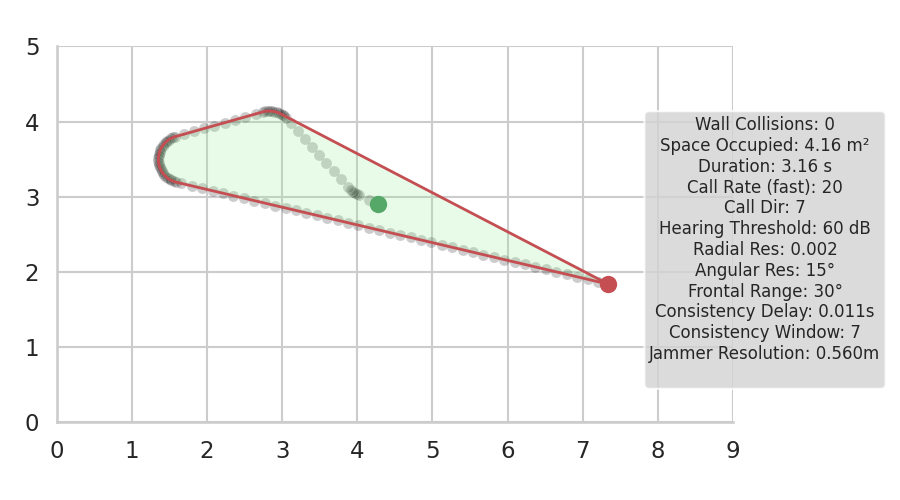 5
4
3
2
1
0
0 1 2 3 4 5 6 7 8 9
Wall Collisions: 0
Space Occupied: 4.16 m²
Duration: 3.16 s
Call Rate (fast): 20
Call Dir: 7
Hearing Threshold: 60 dB
Radial Res: 0.002
Angular Res: 15°
Frontal Range: 30°
Consistency Delay: 0.011s
Consistency Window: 7
Jammer Resolution: 0.560m